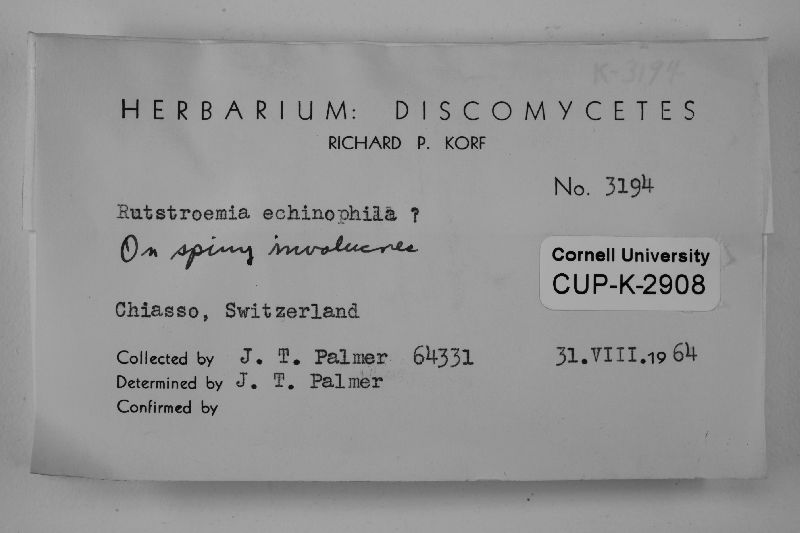 K-3194
HERBARIUM: DISCOMYCETES
RICHARD P. KORF
No. 3194
Rutstroemia echinophila ?
On spiny involucres
Cornell University
CUP-K-2908
Chiasso, Switzerland
Collected by J. T. Palmer 64331 31.VIII.1964
Determined by J. T. Palmer
Confirmed by